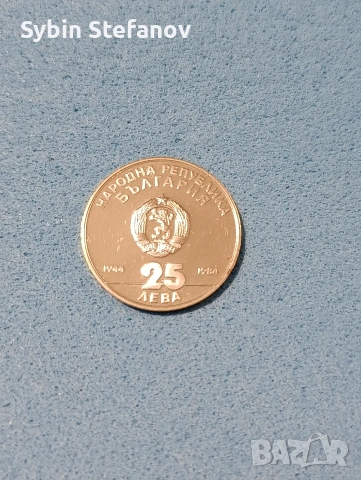 Sybin Stefanov
НАРОДНА РЕПУБЛИКА
БЪЛГАРИЯ
1944 1984
25
ЛЕВА
BAZAR